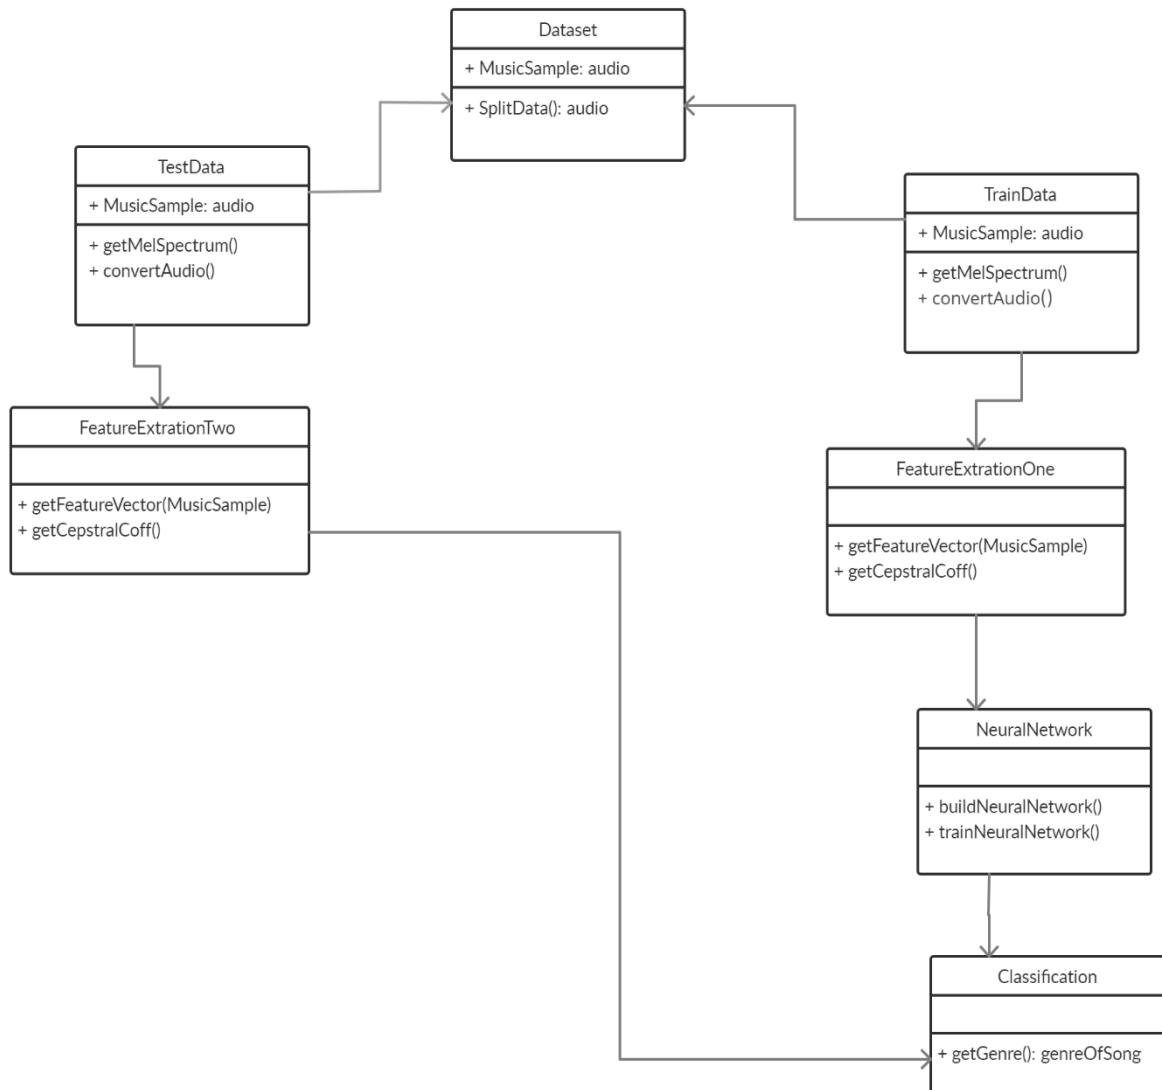 Dataset
+ MusicSample: audio
+ SplitData(): audio
TestData
+ MusicSample: audio
+ getMelSpectrum()
+ convertAudio()
TrainData
+ MusicSample: audio
+ getMelSpectrum()
+ convertAudio()
FeatureExtrationTwo
+ getFeatureVector(MusicSample)
+ getCepstralCoff()
FeatureExtrationOne
+ getFeatureVector(MusicSample)
+ getCepstralCoff()
NeuralNetwork
+ buildNeuralNetwork()
+ trainNeuralNetwork()
Classification
+ getGenre(): genreOfSong